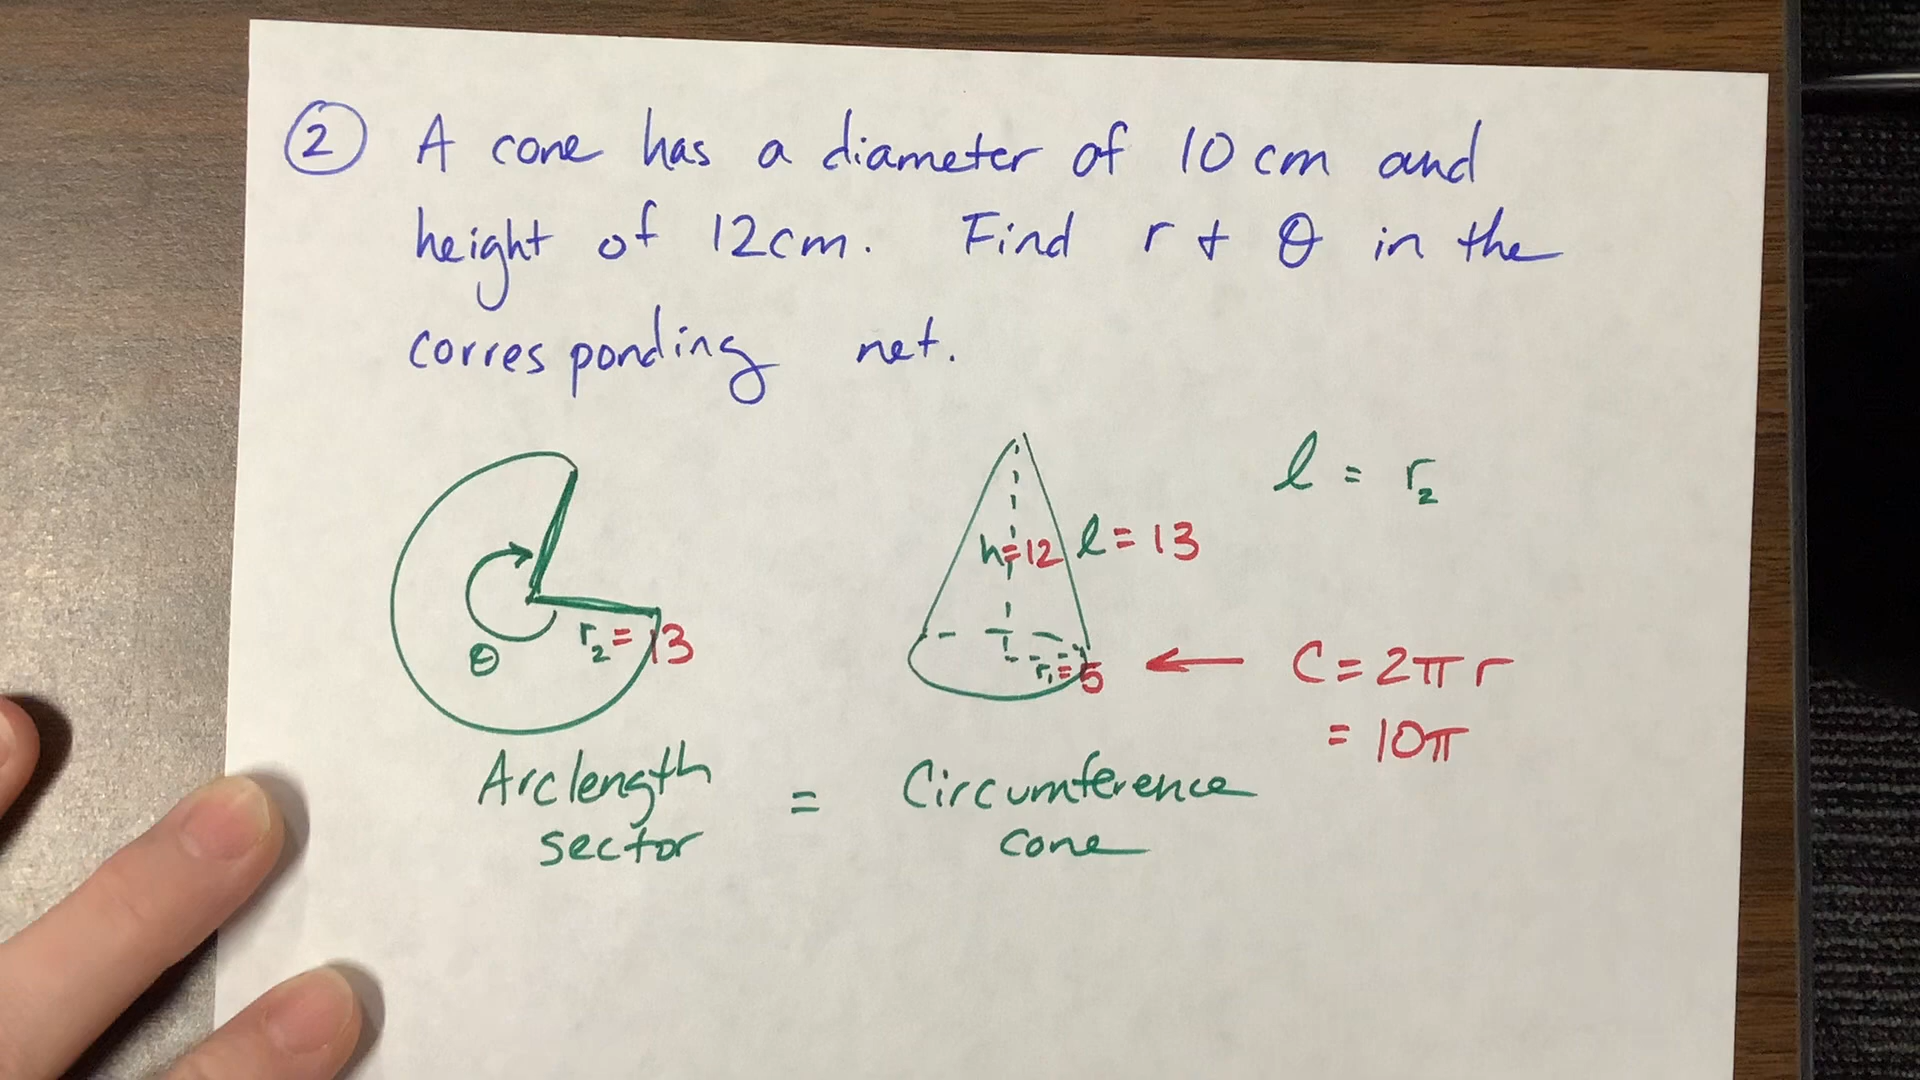 ② A cone has a diameter of 10 cm and
height of 12cm. Find r + θ in the
corresponding net.
l = r₂
h = 12 l = 13
θ r₂ = 13
r₁ = 5 ← C = 2πr
= 10π
Arclength = Circumference
sector cone